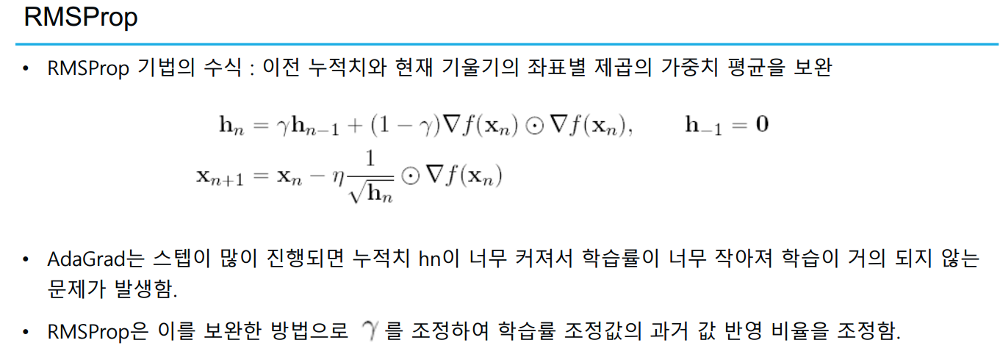 RMSProp
• RMSProp 기법의 수식 : 이전 누적치와 현재 기울기의 좌표별 제곱의 가중치 평균을 보완
$\mathbf{h}_n = \gamma \mathbf{h}_{n-1} + (1 - \gamma) \nabla f(\mathbf{x}_n) \odot \nabla f(\mathbf{x}_n), \qquad \mathbf{h}_{-1} = \mathbf{0}$
$\mathbf{x}_{n+1} = \mathbf{x}_n - \eta \frac{1}{\sqrt{\mathbf{h}_n}} \odot \nabla f(\mathbf{x}_n)$
• AdaGrad는 스텝이 많이 진행되면 누적치 hn이 너무 커져서 학습률이 너무 작아져 학습이 거의 되지 않는
문제가 발생함.
• RMSProp은 이를 보완한 방법으로 γ 를 조정하여 학습률 조정값의 과거 값 반영 비율을 조정함.